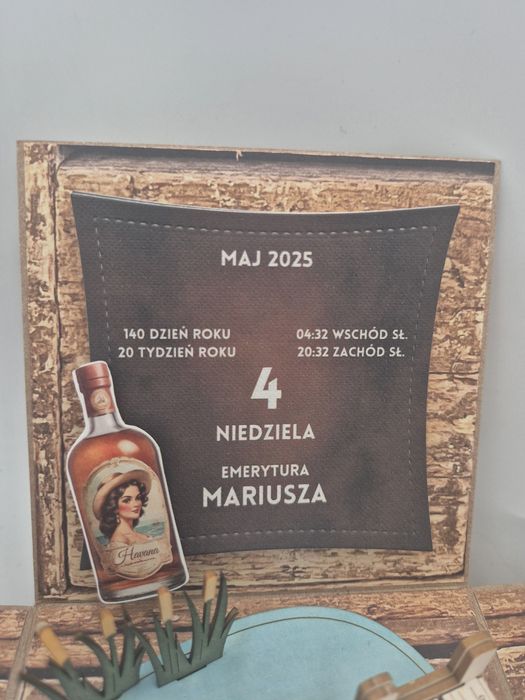 MAJ 2025
140 DZIEŃ ROKU
20 TYDZIEŃ ROKU
04:32 WSCHÓD SŁ.
20:32 ZACHÓD SŁ.
4
NIEDZIELA
EMERYTURA
MARIUSZA
Havana